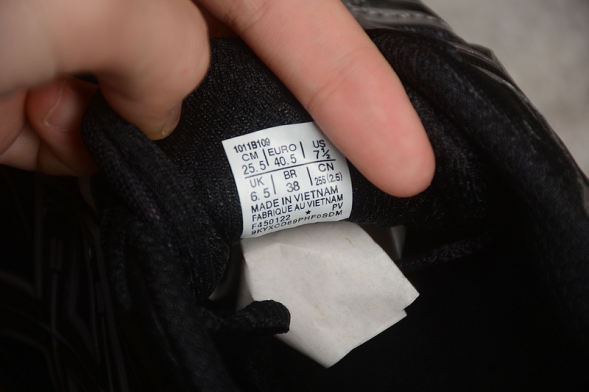 1011B109
CM EURO US
25.5 40.5 7½
UK BR CN
6.5 38 255 (2.5)
MADE IN VIETNAM
FABRIQUE AU VIETNAM
F450122 * PV